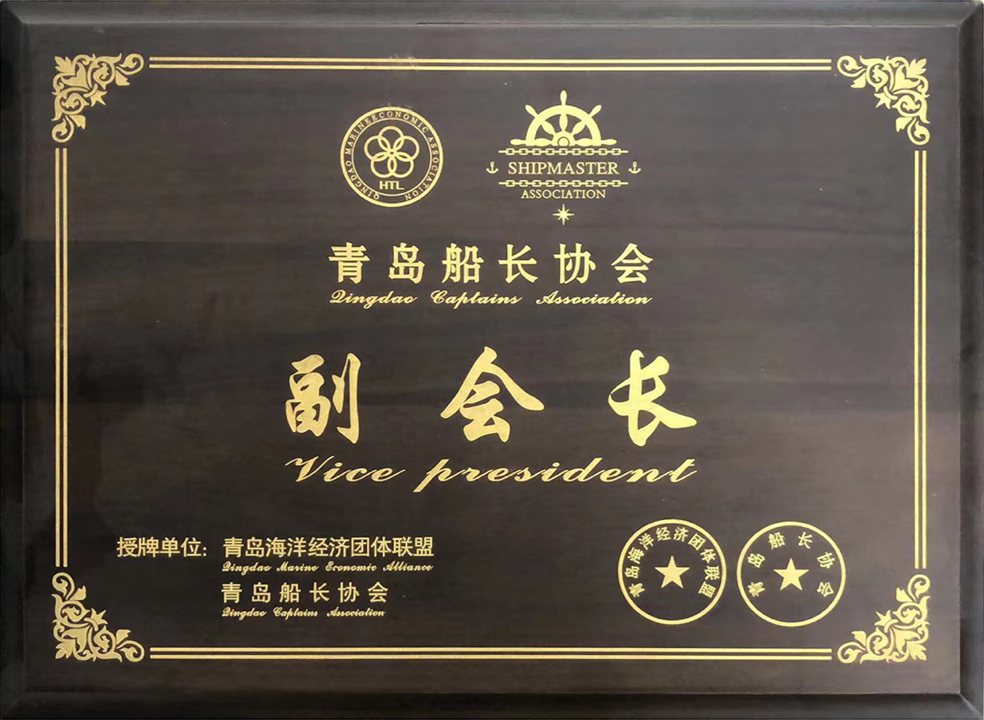 QINGDAO MARINEECONOMIC ASSOCIATION
HTL
SHIPMASTER
ASSOCIATION
青岛船长协会
Qingdao Captains Association
副会长
Vice president
授牌单位：青岛海洋经济团体联盟
Qingdao Marine Economic Alliance
青岛船长协会
Qingdao Captains Association
青岛海洋经济团体联盟
青岛船长协会